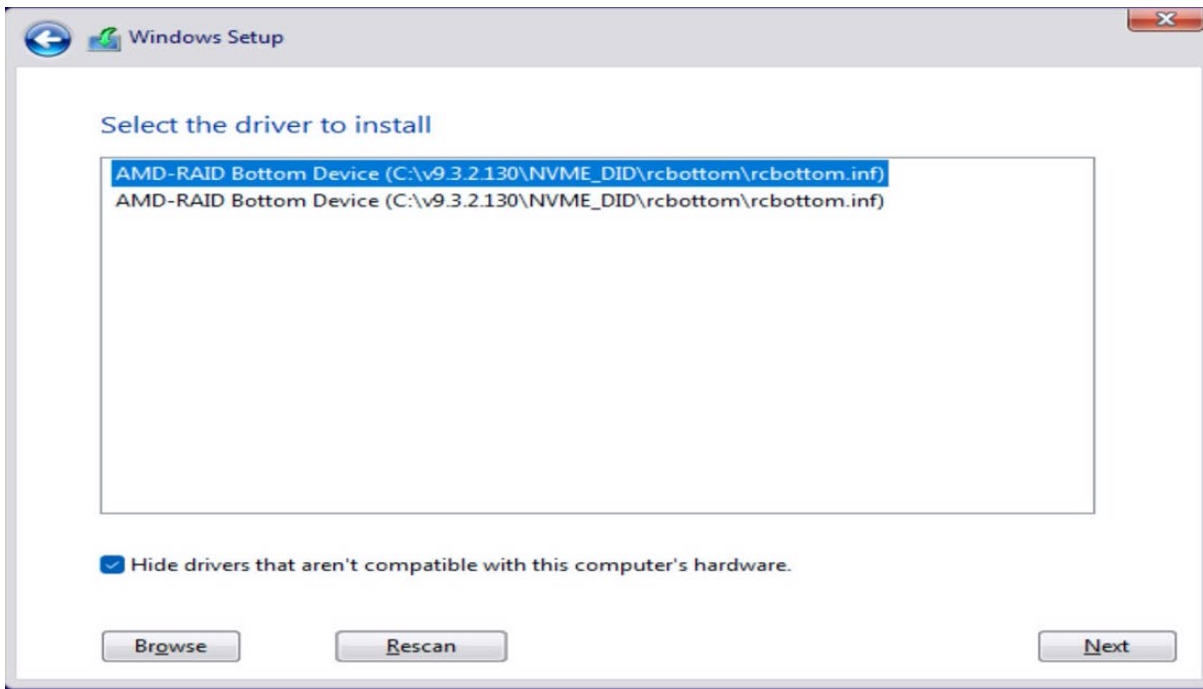 Windows Setup
Select the driver to install
AMD-RAID Bottom Device (C:\v9.3.2.130\NVME_DID\rcbottom\rcbottom.inf)
AMD-RAID Bottom Device (C:\v9.3.2.130\NVME_DID\rcbottom\rcbottom.inf)
Hide drivers that aren't compatible with this computer's hardware.
Browse Rescan Next